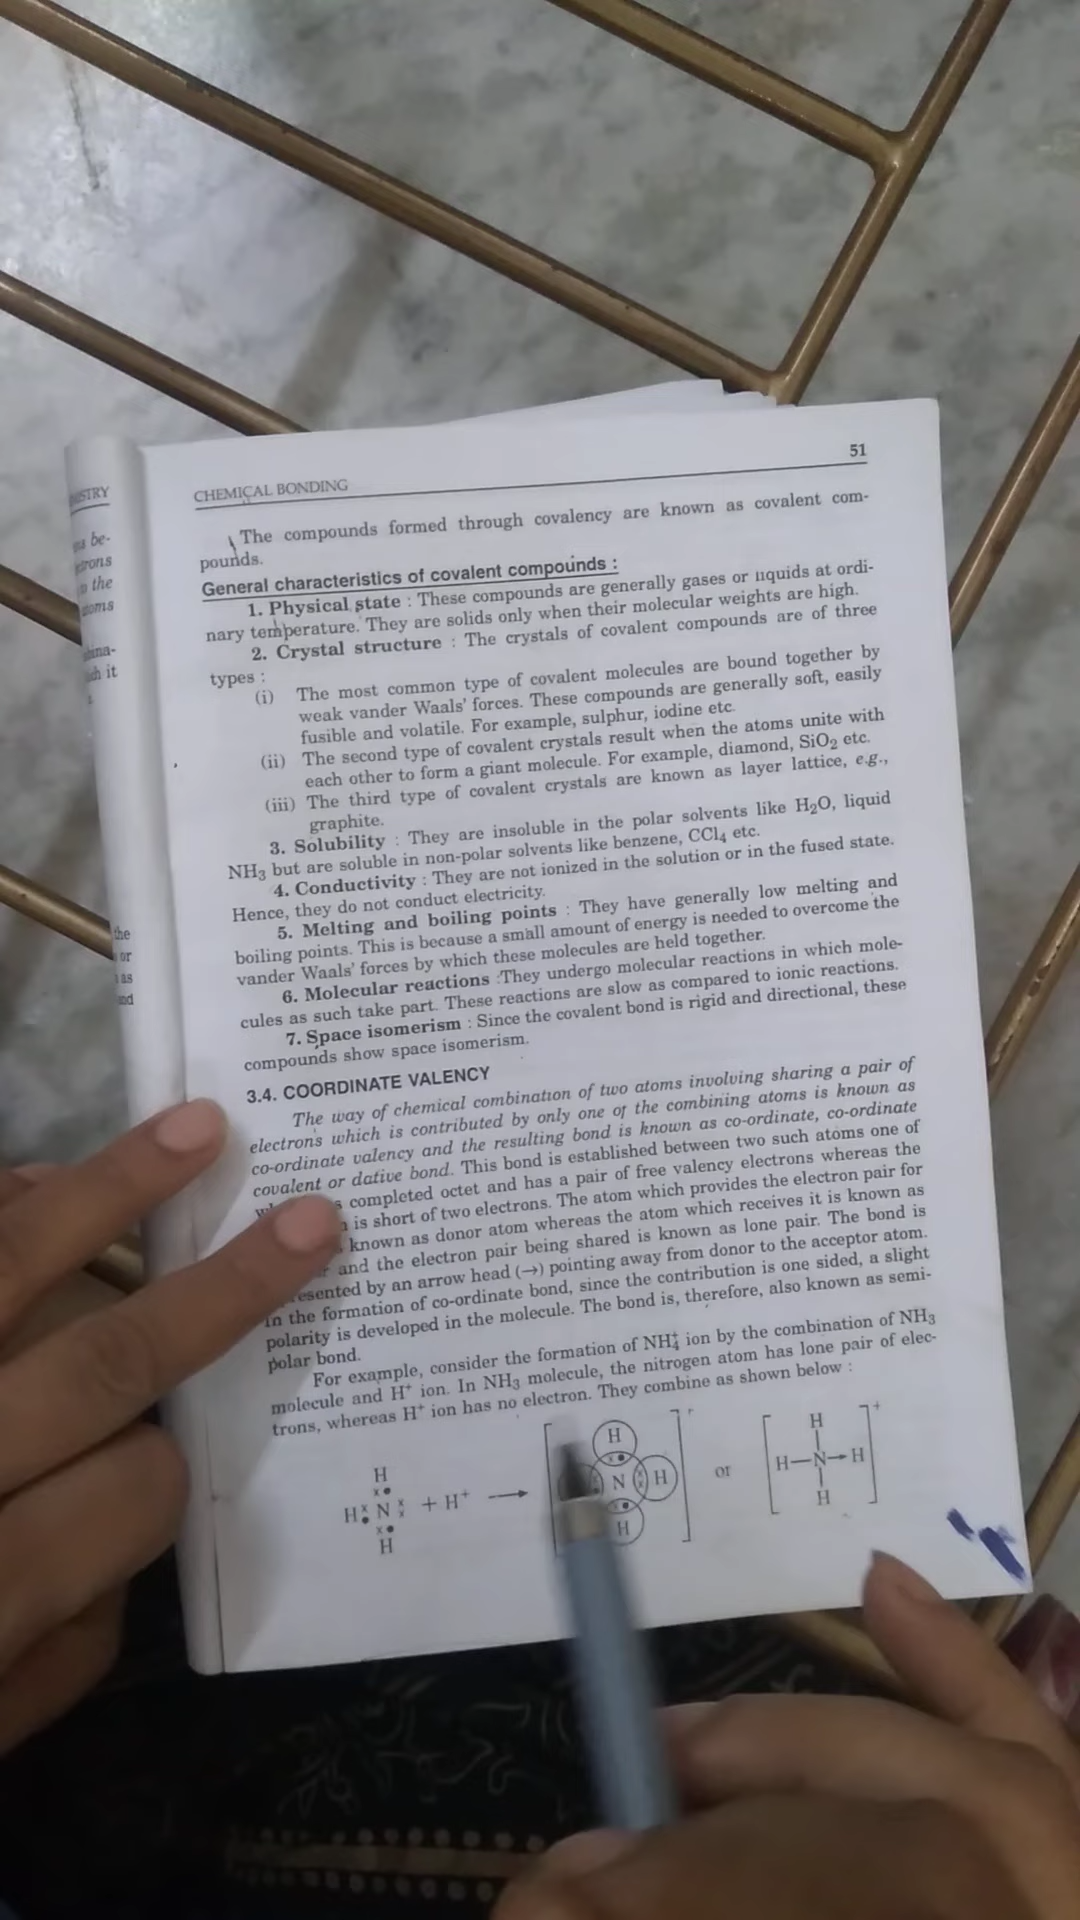 MISTRY
be-
trons
the
atoms
bina-
it
the
or
as
and
CHEMICAL BONDING
51
The compounds formed through covalency are known as covalent com-
pounds.
General characteristics of covalent compounds :
1. Physical state : These compounds are generally gases or liquids at ordi-
nary temperature. They are solids only when their molecular weights are high.
2. Crystal structure : The crystals of covalent compounds are of three
types :
(i) The most common type of covalent molecules are bound together by
weak vander Waals' forces. These compounds are generally soft, easily
fusible and volatile. For example, sulphur, iodine etc.
(ii) The second type of covalent crystals result when the atoms unite with
each other to form a giant molecule. For example, diamond, SiO2 etc.
(iii) The third type of covalent crystals are known as layer lattice, e.g.,
graphite.
3. Solubility : They are insoluble in the polar solvents like H2O, liquid
NH3 but are soluble in non-polar solvents like benzene, CCl4 etc.
4. Conductivity : They are not ionized in the solution or in the fused state.
Hence, they do not conduct electricity.
5. Melting and boiling points : They have generally low melting and
boiling points. This is because a small amount of energy is needed to overcome the
vander Waals' forces by which these molecules are held together.
6. Molecular reactions :They undergo molecular reactions in which mole-
cules as such take part. These reactions are slow as compared to ionic reactions.
7. Space isomerism : Since the covalent bond is rigid and directional, these
compounds show space isomerism.
3.4. COORDINATE VALENCY
The way of chemical combination of two atoms involving sharing a pair of
electrons which is contributed by only one of the combining atoms is known as
co-ordinate valency and the resulting bond is known as co-ordinate, co-ordinate
covalent or dative bond. This bond is established between two such atoms one of
completed octet and has a pair of free valency electrons whereas the
is short of two electrons. The atom which provides the electron pair for
known as donor atom whereas the atom which receives it is known as
and the electron pair being shared is known as lone pair. The bond is
resented by an arrow head (→) pointing away from donor to the acceptor atom.
In the formation of co-ordinate bond, since the contribution is one sided, a slight
polarity is developed in the molecule. The bond is, therefore, also known as semi-
polar bond.
For example, consider the formation of NH4+ ion by the combination of NH3
molecule and H+ ion. In NH3 molecule, the nitrogen atom has lone pair of elec-
trons, whereas H+ ion has no electron. They combine as shown below :
H H H
H N + H+ → N H or H—N→H +
H H H